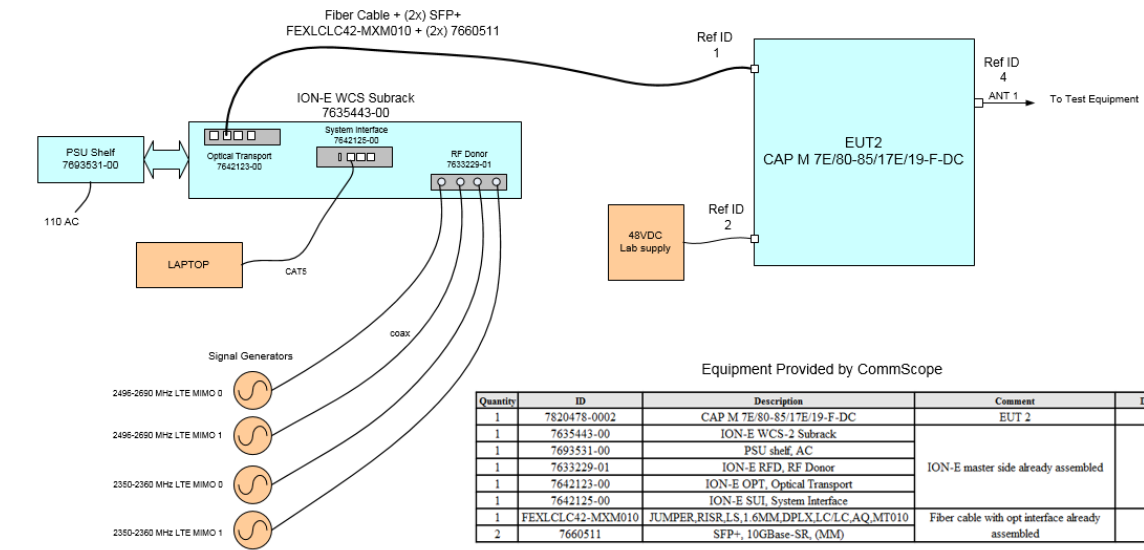 Fiber Cable + (2x) SFP+
FEXLCLC42-MXM010 + (2x) 7660511
Ref ID
1
Ref ID
4
ANT 1
To Test Equipment
ION-E WCS Subrack
7635443-00
System Interface
7642125-00
Optical Transport
7642123-00
RF Donor
7633229-01
PSU Shelf
7693531-00
110 AC
EUT2
CAP M 7E/80-85/17E/19-F-DC
Ref ID
2
48VDC
Lab supply
LAPTOP
CAT5
coax
Signal Generators
2496-2690 MHz LTE MIMO 0
2496-2690 MHz LTE MIMO 1
2350-2360 MHz LTE MIMO 0
2350-2360 MHz LTE MIMO 1
Equipment Provided by CommScope
Quantity ID Description Comment
1 7820478-0002 CAP M 7E/80-85/17E/19-F-DC EUT 2
1 7635443-00 ION-E WCS-2 Subrack
1 7693531-00 PSU shelf, AC
1 7633229-01 ION-E RFD, RF Donor ION-E master side already assembled
1 7642123-00 ION-E OPT, Optical Transport
1 7642125-00 ION-E SUI, System Interface
1 FEXLCLC42-MXM010 JUMPER,RISR,LS,1.6MM,DPLX,LC/LC,AQ,MT010 Fiber cable with opt interface already
2 7660511 SFP+, 10GBase-SR, (MM) assembled